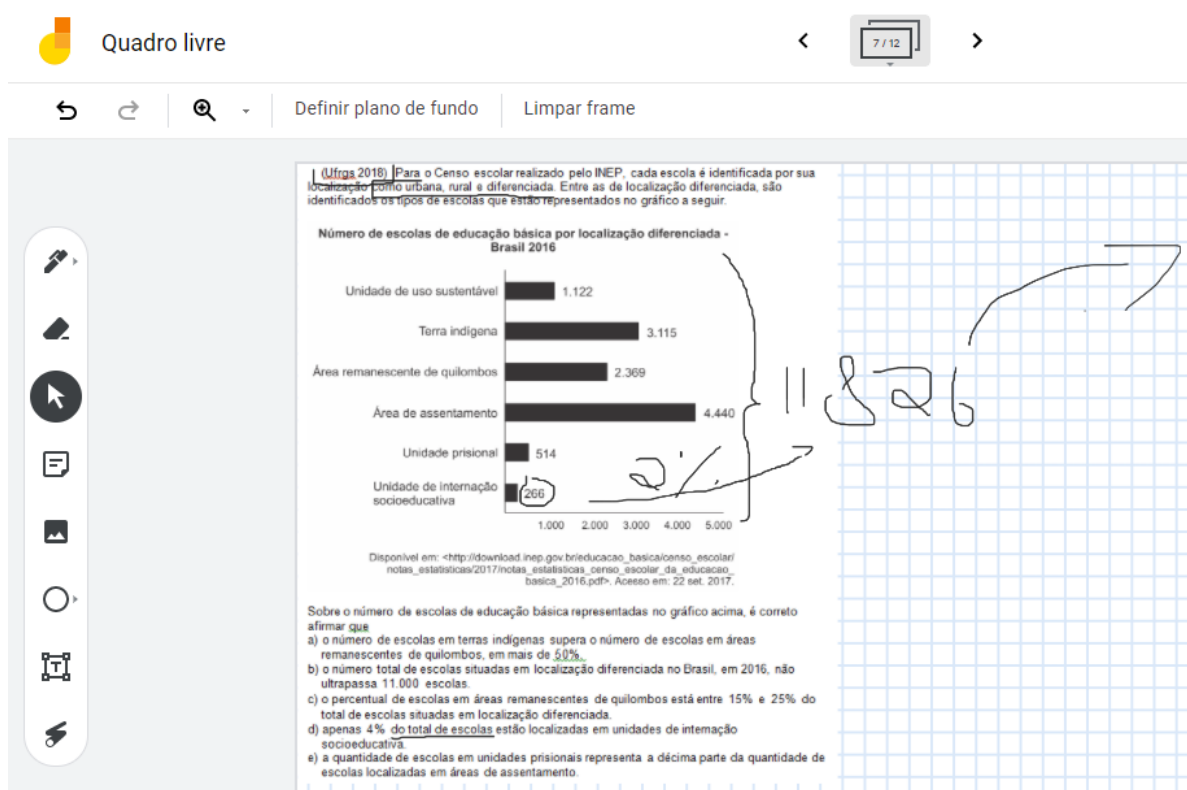 Quadro livre
7 / 12
Definir plano de fundo
Limpar frame
(Ufrgs 2018) Para o Censo escolar realizado pelo INEP, cada escola é identificada por sua
localização como urbana, rural e diferenciada. Entre as de localização diferenciada, são
identificados os tipos de escolas que estão representados no gráfico a seguir.
Número de escolas de educação básica por localização diferenciada -
Brasil 2016
Unidade de uso sustentável 1.122
Terra indígena 3.115
Área remanescente de quilombos 2.369
Área de assentamento 4.440
Unidade prisional 514
Unidade de internação
socioeducativa 266
2%
11826
1.000 2.000 3.000 4.000 5.000
Disponível em: <http://download.inep.gov.br/educacao_basica/censo_escolar/
notas_estatisticas/2017/notas_estatisticas_censo_escolar_da_educacao_
basica_2016.pdf>. Acesso em: 22 set. 2017.
Sobre o número de escolas de educação básica representadas no gráfico acima, é correto
afirmar que
a) o número de escolas em terras indígenas supera o número de escolas em áreas
remanescentes de quilombos, em mais de 50%.
b) o número total de escolas situadas em localização diferenciada no Brasil, em 2016, não
ultrapassa 11.000 escolas.
c) o percentual de escolas em áreas remanescentes de quilombos está entre 15% e 25% do
total de escolas situadas em localização diferenciada.
d) apenas 4% do total de escolas estão localizadas em unidades de internação
socioeducativa.
e) a quantidade de escolas em unidades prisionais representa a décima parte da quantidade de
escolas localizadas em áreas de assentamento.